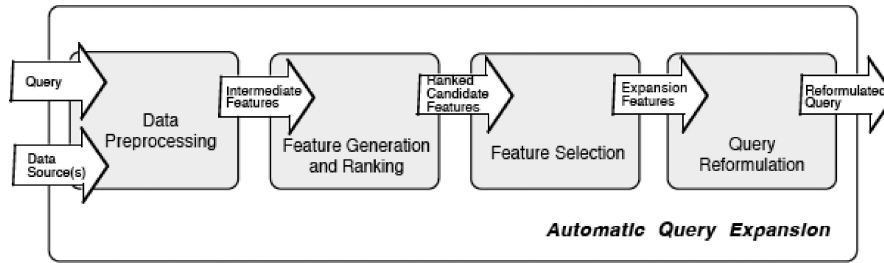 Query
Data
Source(s)
Data
Preprocessing
Intermediate
Features
Feature Generation
and Ranking
Ranked
Candidate
Features
Feature Selection
Expansion
Features
Query
Reformulation
Reformulated
Query
Automatic Query Expansion